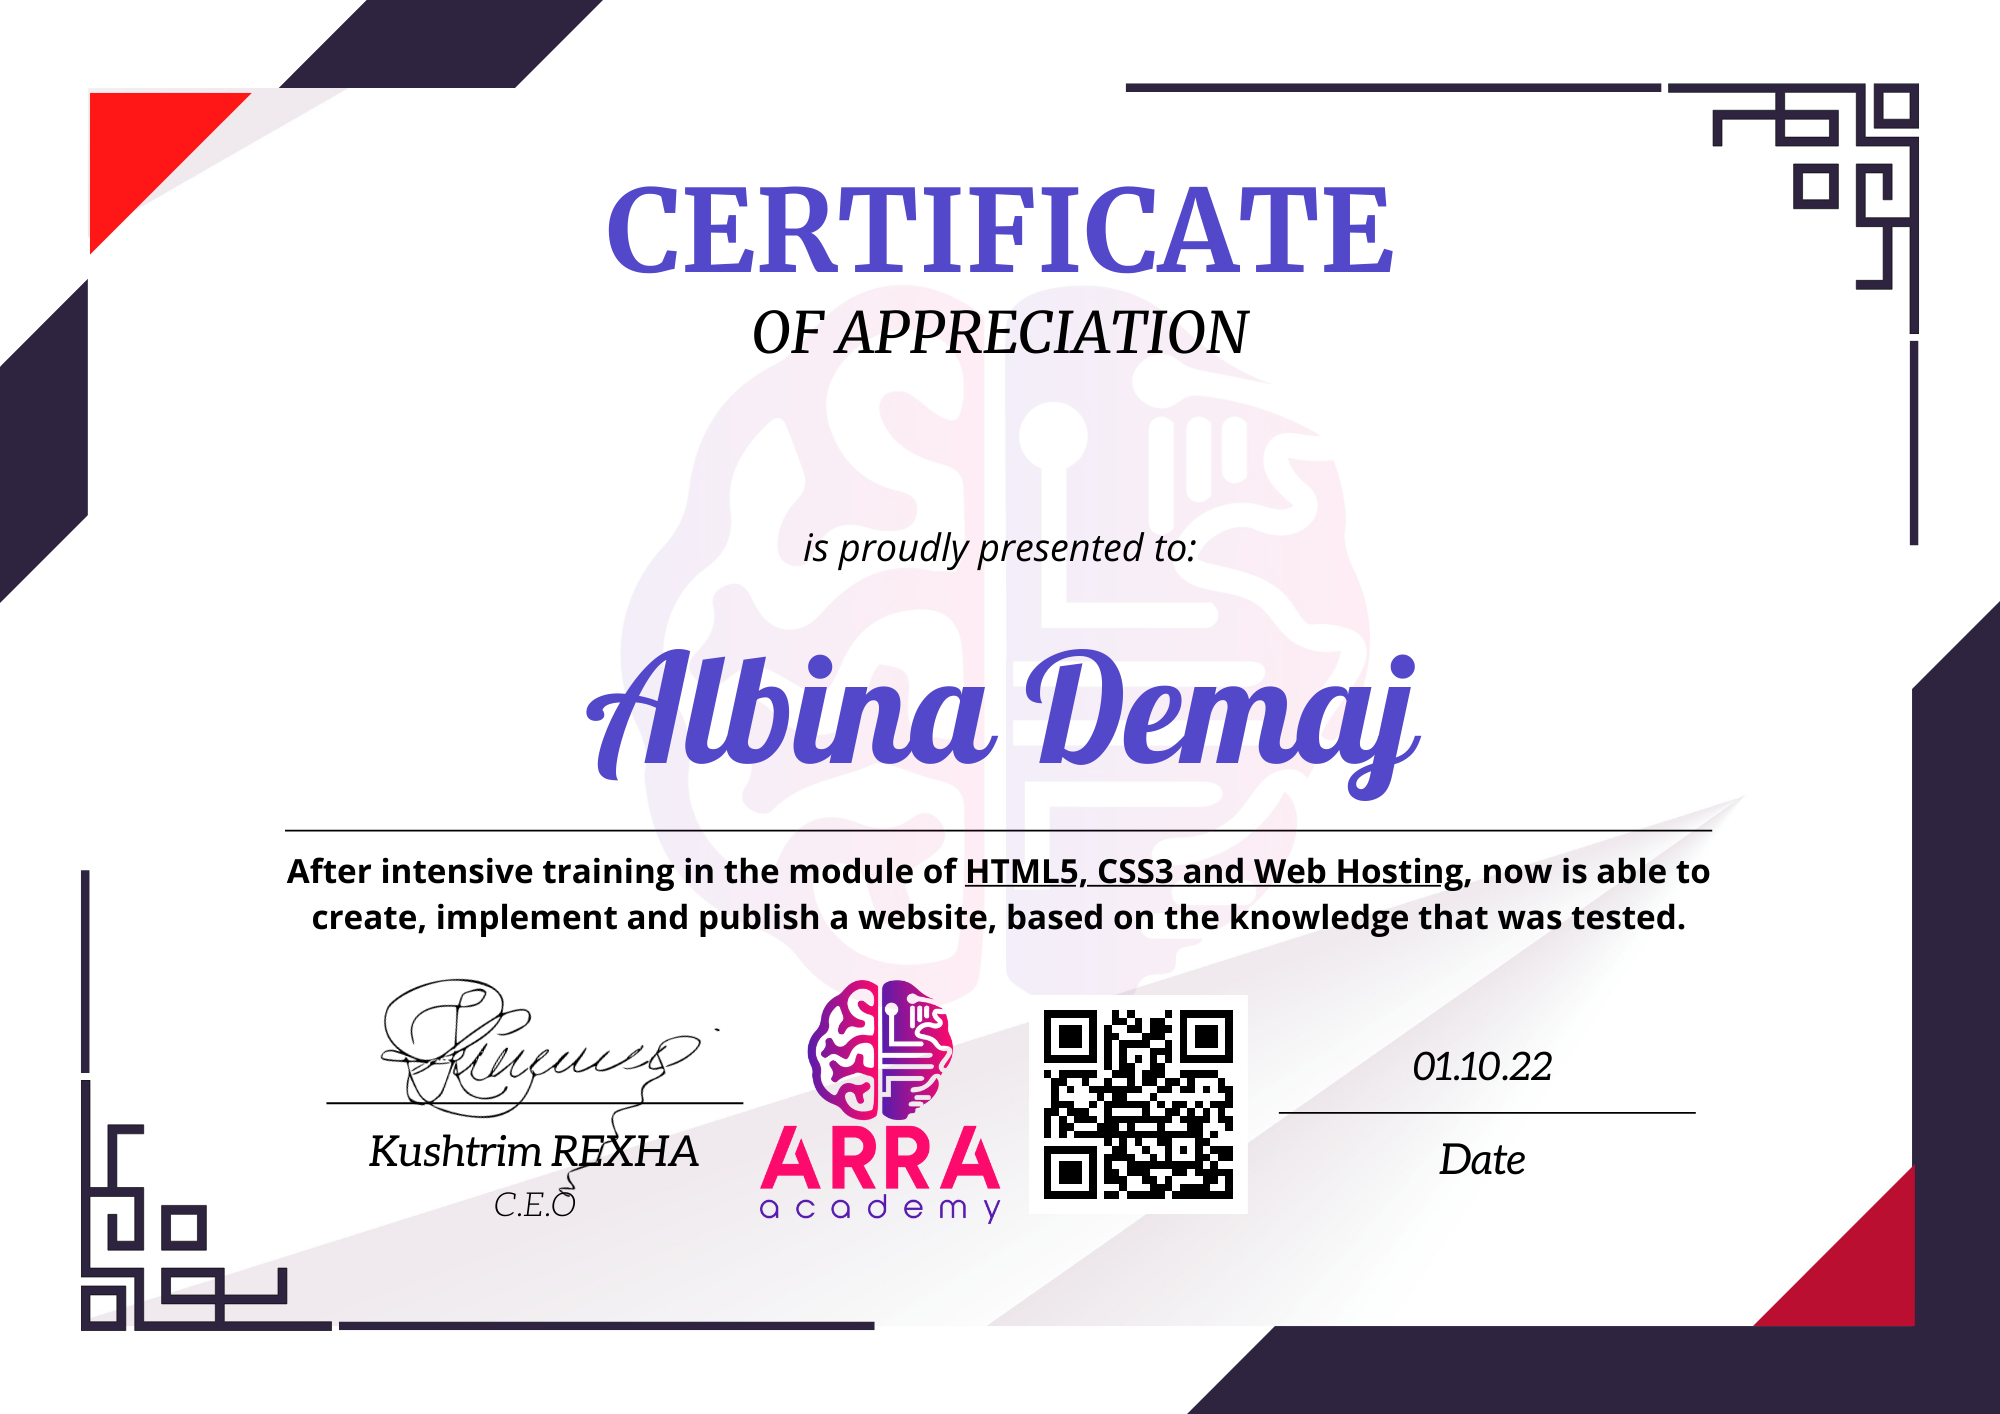 CERTIFICATE
OF APPRECIATION
is proudly presented to:
Albina Demaj
After intensive training in the module of HTML5, CSS3 and Web Hosting, now is able to
create, implement and publish a website, based on the knowledge that was tested.
Kushtrim REXHA
C.E.O
ARRA
academy
01.10.22
Date